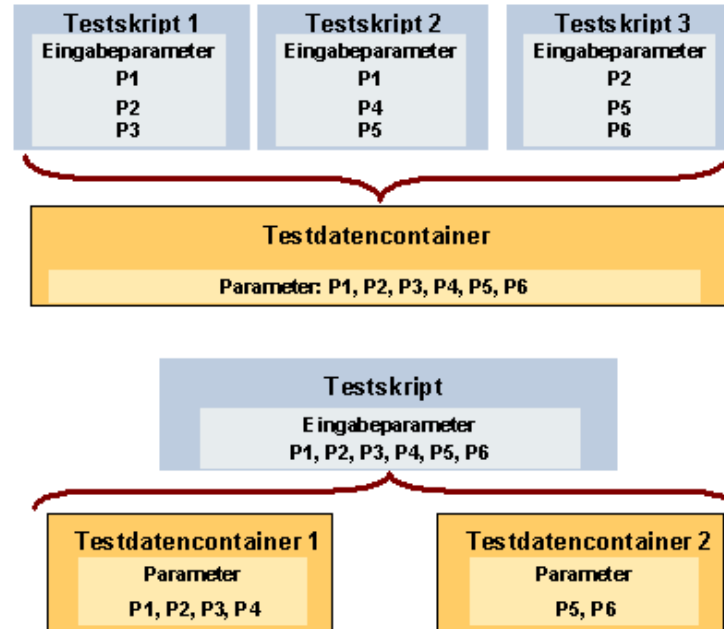 Testskript 1
Eingabeparameter
P1
P2
P3
Testskript 2
Eingabeparameter
P1
P4
P5
Testskript 3
Eingabeparameter
P2
P5
P6
Testdatencontainer
Parameter: P1, P2, P3, P4, P5, P6
Testskript
Eingabeparameter
P1, P2, P3, P4, P5, P6
Testdatencontainer 1
Parameter
P1, P2, P3, P4
Testdatencontainer 2
Parameter
P5, P6